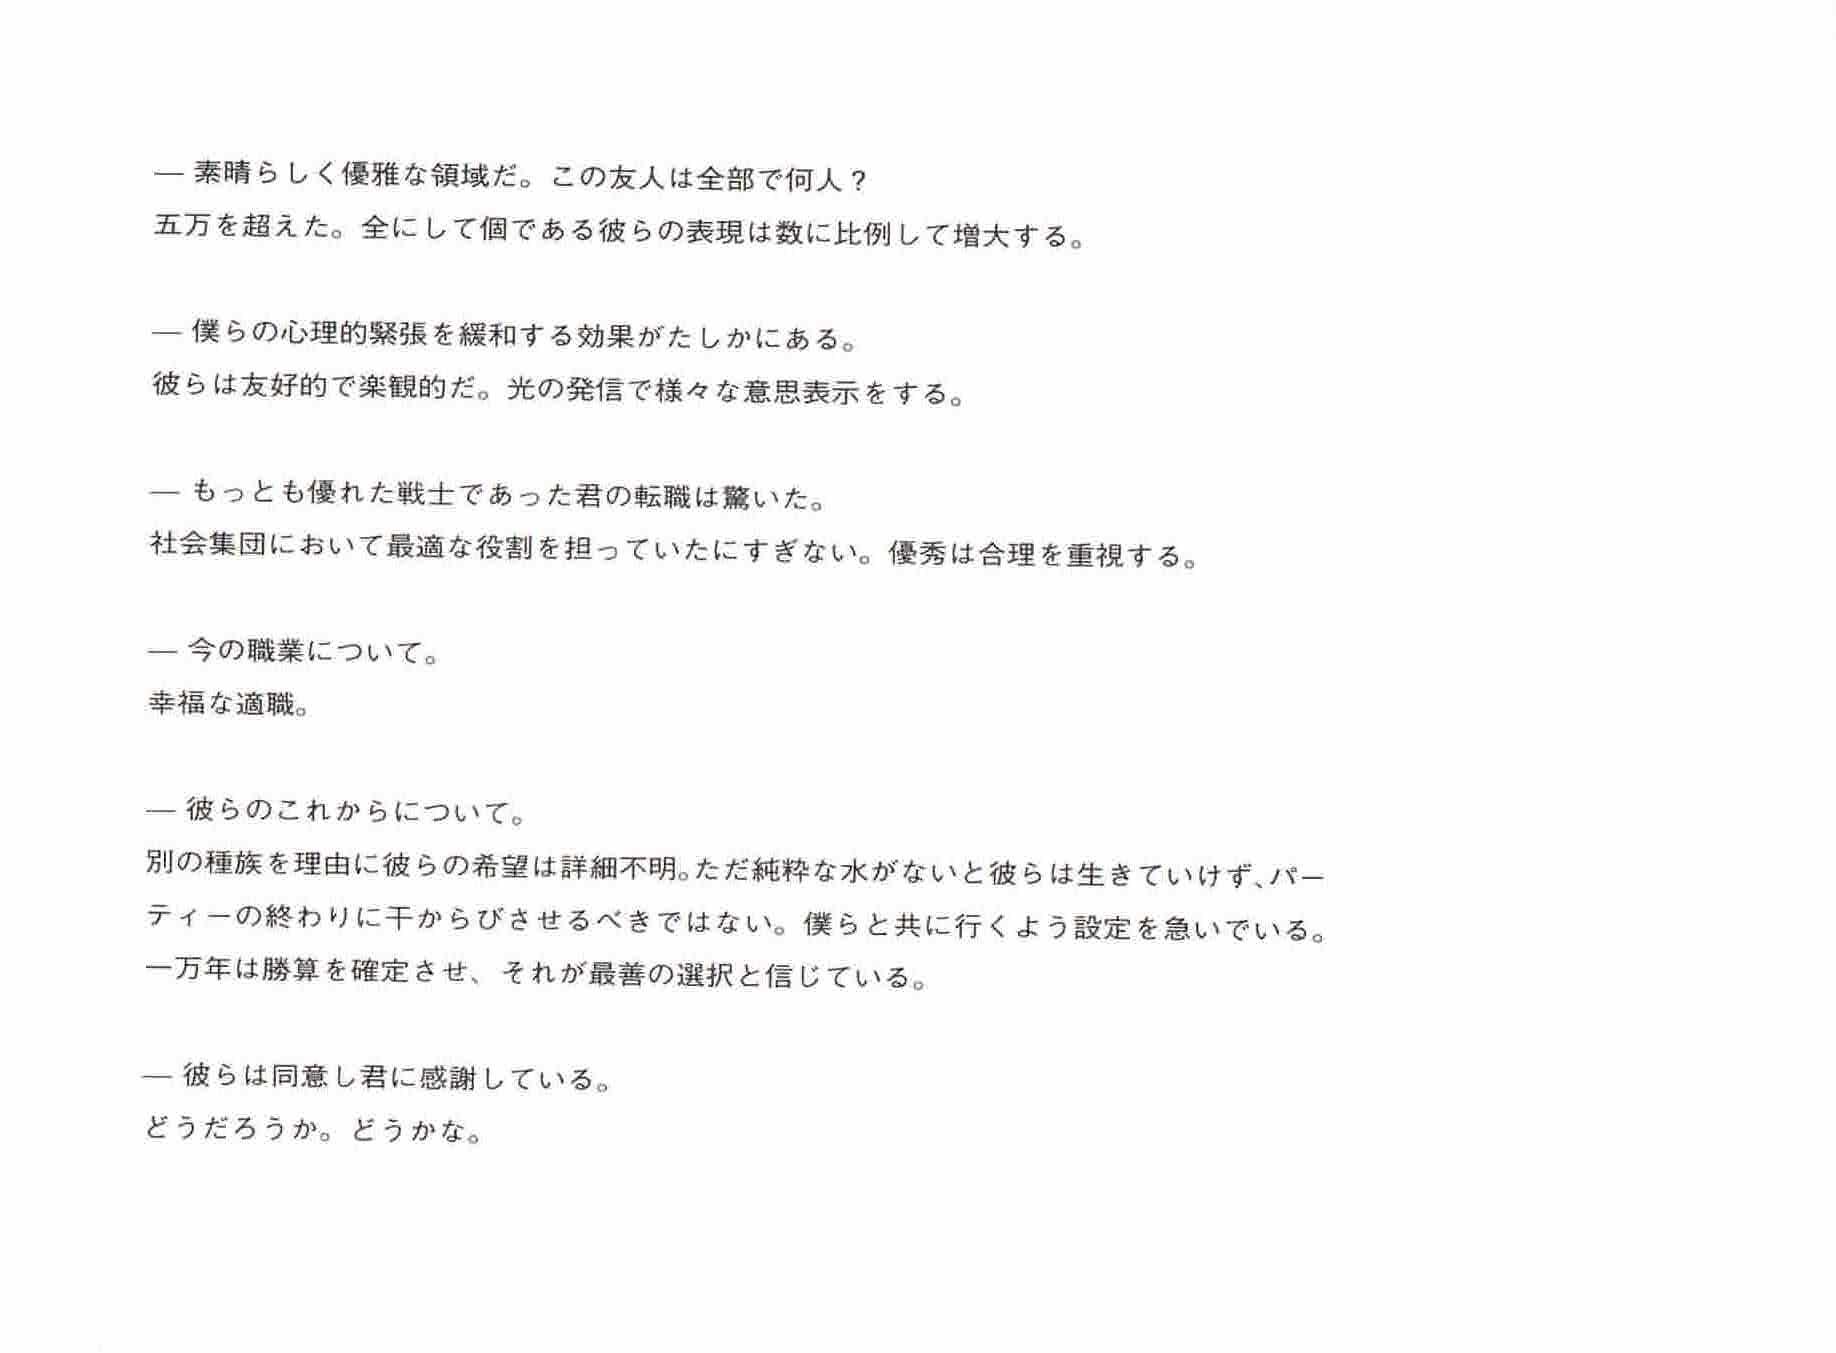 ― 素晴らしく優雅な領域だ。この友人は全部で何人？
五万を超えた。全にして個である彼らの表現は数に比例して増大する。
― 僕らの心理的緊張を緩和する効果がたしかにある。
彼らは友好的で楽観的だ。光の発信で様々な意思表示をする。
― もっとも優れた戦士であった君の転職は驚いた。
社会集団において最適な役割を担っていたにすぎない。優秀は合理を重視する。
― 今の職業について。
幸福な適職。
― 彼らのこれからについて。
別の種族を理由に彼らの希望は詳細不明。ただ純粋な水がないと彼らは生きていけず、パー
ティーの終わりに干からびさせるべきではない。僕らと共に行くよう設定を急いでいる。
一万年は勝算を確定させ、それが最善の選択と信じている。
― 彼らは同意し君に感謝している。
どうだろうか。どうかな。